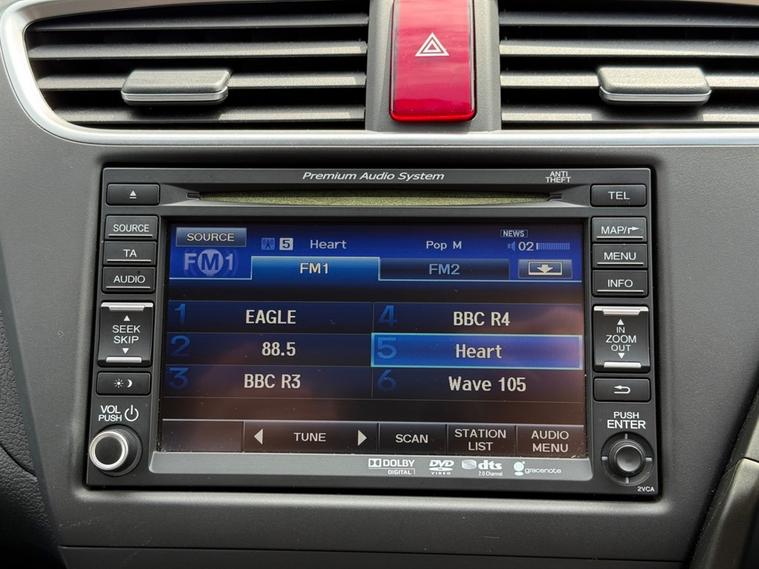 Premium Audio System
ANTI
THEFT
TEL
SOURCE
TA
AUDIO
SEEK
SKIP
VOL
PUSH
SOURCE
5 Heart Pop M
NEWS
02
FM1
FM1 FM2
1 EAGLE
4 BBC R4
2 88.5
5 Heart
3 BBC R3
6 Wave 105
TUNE SCAN
STATION
LIST
AUDIO
MENU
DOLBY
DIGITAL
DVD
VIDEO
dts
2.0 Channel
gracenote
MAP/
MENU
INFO
IN
ZOOM
OUT
PUSH
ENTER
2VCA